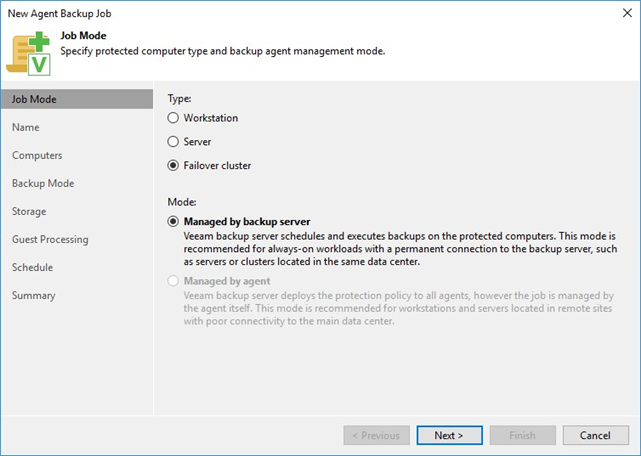 New Agent Backup Job
Job Mode
Specify protected computer type and backup agent management mode.
Job Mode
Name
Computers
Backup Mode
Storage
Guest Processing
Schedule
Summary
Type:
Workstation
Server
Failover cluster
Mode:
Managed by backup server
Veeam backup server schedules and executes backups on the protected computers. This mode is
recommended for always-on workloads with a permanent connection to the backup server, such
as servers or clusters located in the same data center.
Managed by agent
Veeam backup server deploys the protection policy to all agents, however the job is managed by
the agent itself. This mode is recommended for workstations and servers located in remote sites
with poor connectivity to the main data center.
< Previous
Next >
Finish
Cancel